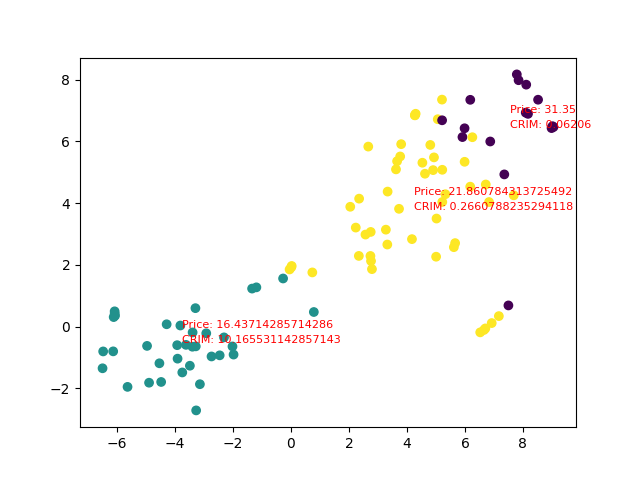 8
6
4
2
0
−2
Price: 31.35
CRIM: 0.06206
Price: 21.860784313725492
CRIM: 0.2660788235294118
Price: 16.43714285714286
CRIM: 10.165531142857143
−6 −4 −2 0 2 4 6 8